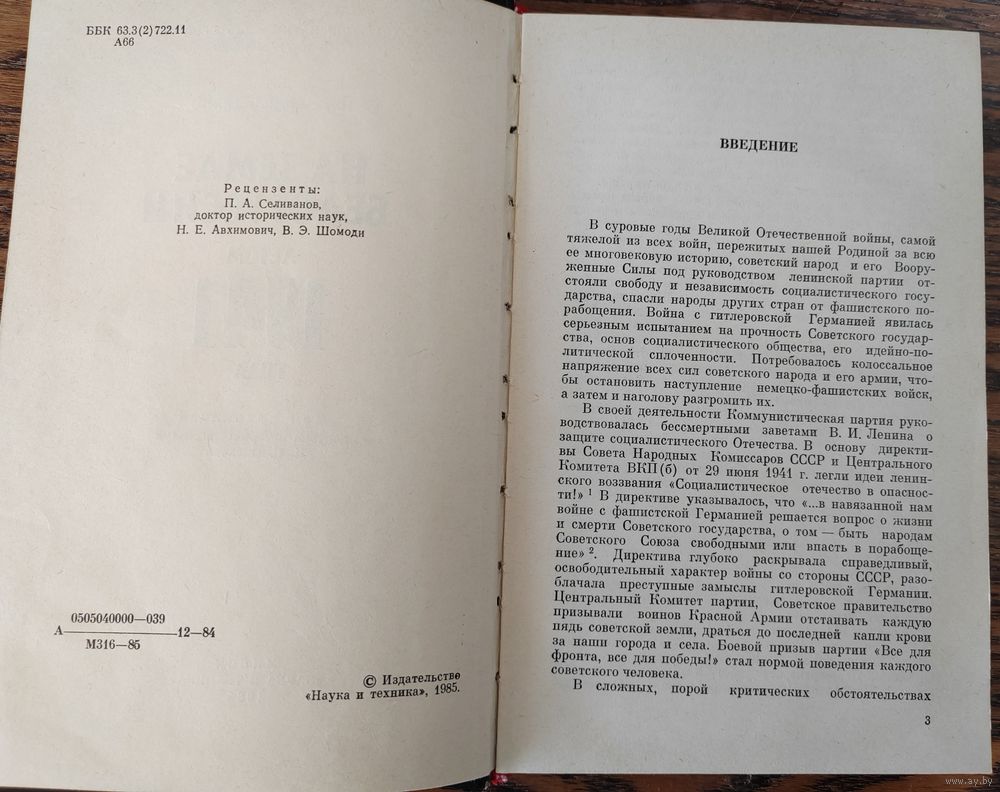 ББК 63.3(2)722.11
А66
Рецензенты:
П. А. Селиванов,
доктор исторических наук,
Н. Е. Авхимович, В. Э. Шомоди
0505040000—039
А————————12—84
М316—85
© Издательство
«Наука и техника», 1985.
ВВЕДЕНИЕ
В суровые годы Великой Отечественной войны, самой
тяжелой из всех войн, пережитых нашей Родиной за всю
ее многовековую историю, советский народ и его Воору-
женные Силы под руководством ленинской партии от-
стояли свободу и независимость социалистического госу-
дарства, спасли народы других стран от фашистского по-
рабощения. Война с гитлеровской Германией явилась
серьезным испытанием на прочность Советского государ-
ства, основ социалистического общества, его идейно-по-
литической сплоченности. Потребовалось колоссальное
напряжение всех сил советского народа и его армии, что-
бы остановить наступление немецко-фашистских войск,
а затем и наголову разгромить их.
В своей деятельности Коммунистическая партия руко-
водствовалась бессмертными заветами В. И. Ленина о
защите социалистического Отечества. В основу директи-
вы Совета Народных Комиссаров СССР и Центрального
Комитета ВКП(б) от 29 июня 1941 г. легли идеи ленин-
ского воззвания «Социалистическое отечество в опаснос-
ти!» ¹ В директиве указывалось, что «...в навязанной нам
войне с фашистской Германией решается вопрос о жизни
и смерти Советского государства, о том — быть народам
Советского Союза свободными или впасть в порабоще-
ние» ². Директива глубоко раскрывала справедливый,
освободительный характер войны со стороны СССР, разо-
блачала преступные замыслы гитлеровской Германии.
Центральный Комитет партии, Советское правительство
призывали воинов Красной Армии отстаивать каждую
пядь советской земли, драться до последней капли крови
за наши города и села. Боевой призыв партии «Все для
фронта, все для победы!» стал нормой поведения каждого
советского человека.
В сложных, порой критических обстоятельствах
3
www.ay.by